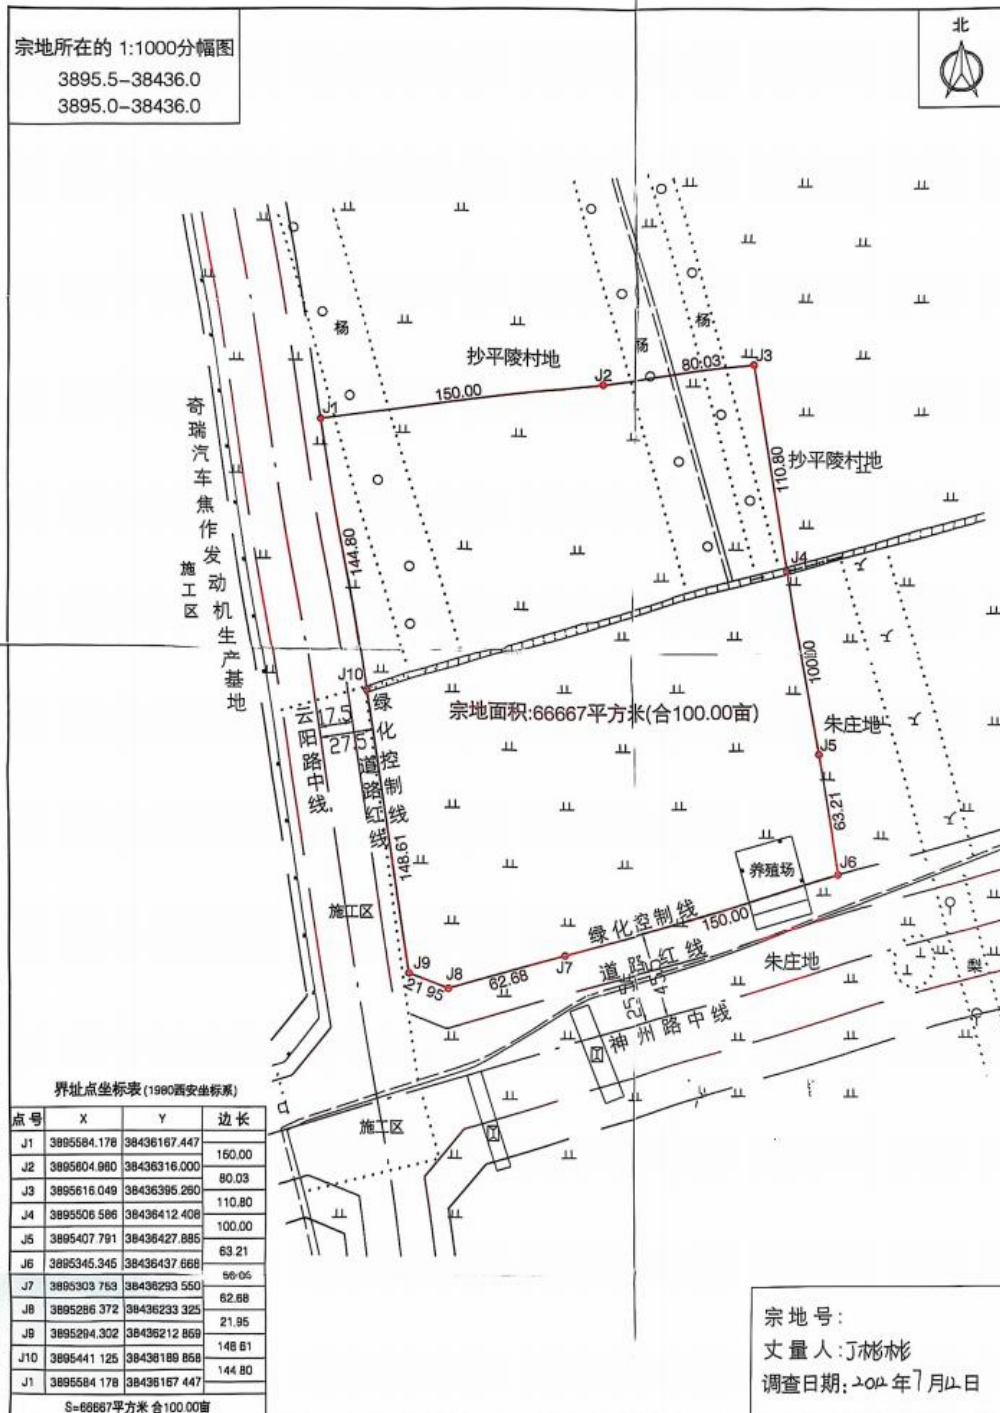 宗地所在的 1:1000分幅图
3895.5-38436.0
3895.0-38436.0
北
杨
杨
杨
抄平陵村地
J1
150.00
J2
80.03
J3
110.80
抄平陵村地
奇瑞汽车焦作发动机生产基地
施工区
144.80
J4
J10
100.00
宗地面积:66667平方米(合100.00亩)
朱庄地
J5
17.5
27.5
云阳路中线
道路红线
绿化控制线
148.61
63.21
养殖场
J6
施工区
绿化控制线
150.00
道路红线
朱庄地
J9
J8
J7
21.95
62.68
神州路中线
施工区
界址点坐标表(1980西安坐标系)
点号 X Y 边长
J1 3895584.178 38436167.447
150.00
J2 3895604.960 38436316.000
80.03
J3 3895616.049 38436395.260
110.80
J4 3895506.586 38436412.408
100.00
J5 3895407.791 38436427.885
63.21
J6 3895345.345 38436437.668
J7 3895303 753 38436293 550
62.68
J8 3895286 372 38436233 325
21.95
J9 3895294.302 38436212 869
148 61
J10 3895441 125 38436189 858
144 80
J1 3895584 178 38436167 447
S=66667平方米 合100.00亩
宗地号:
丈量人:
调查日期: